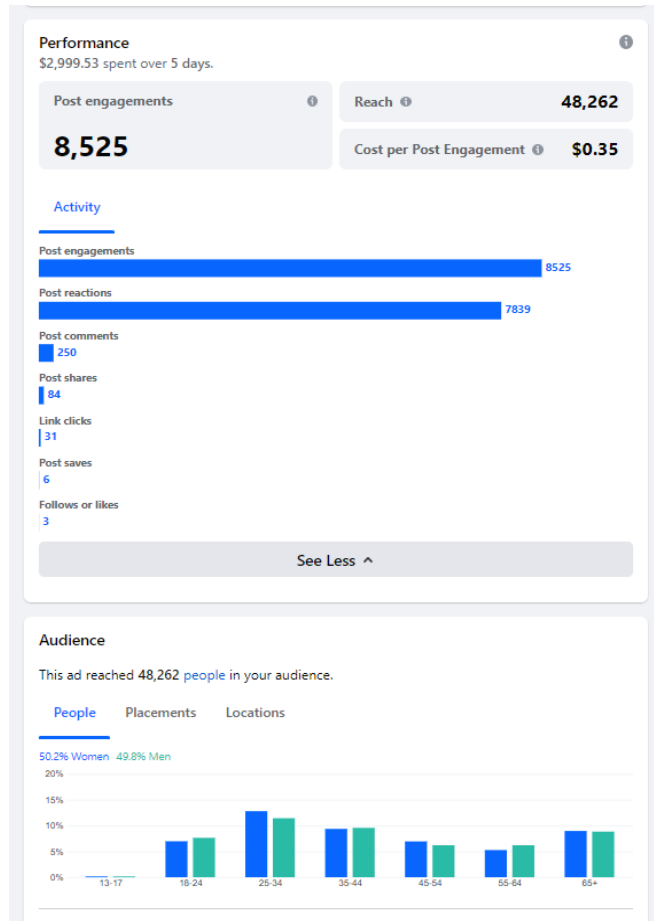 Performance
$2,999.53 spent over 5 days.
Post engagements
8,525
Reach 48,262
Cost per Post Engagement $0.35
Activity
Post engagements
8525
Post reactions
7839
Post comments
250
Post shares
84
Link clicks
31
Post saves
6
Follows or likes
3
See Less
Audience
This ad reached 48,262 people in your audience.
People Placements Locations
50.2% Women 49.8% Men
20%
15%
10%
5%
0%
13-17 18-24 25-34 35-44 45-54 55-64 65+